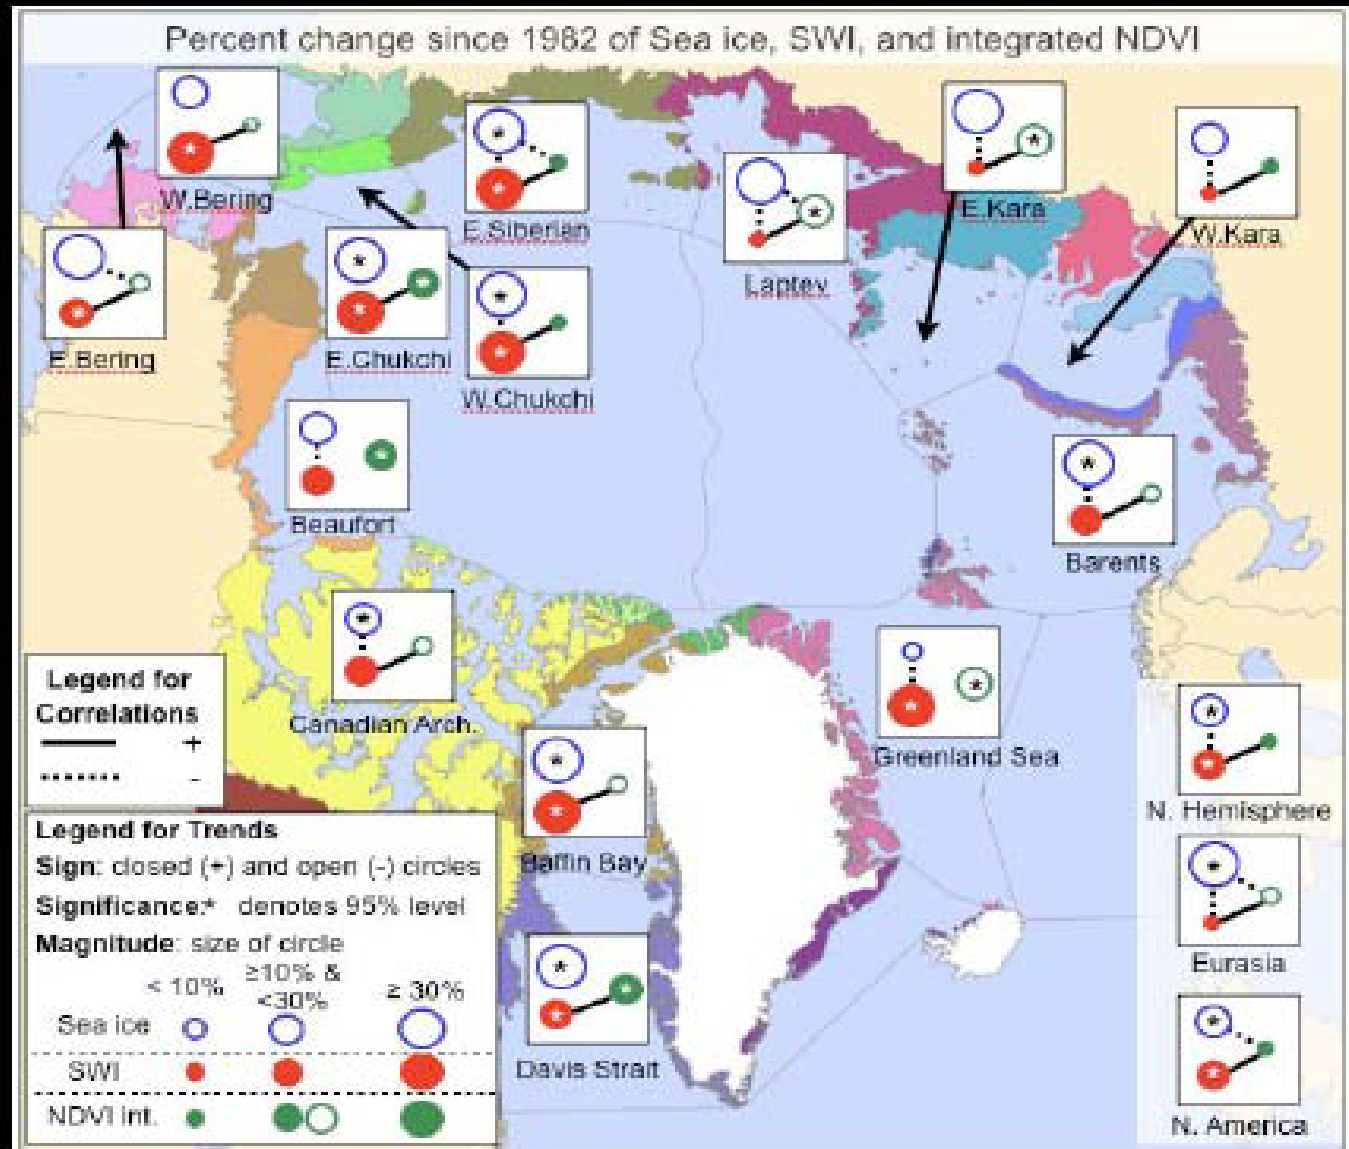 Percent change since 1982 of Sea ice, SWI, and integrated NDVI
W.Bering
E.Siberian
E.Kara
W.Kara
Laptev
E.Bering
E.Chukchi
W.Chukchi
Beaufort
Barents
Canadian Arch.
Greenland Sea
Baffin Bay
Davis Strait
N. Hemisphere
Eurasia
N. America
Legend for
Correlations
+
-
Legend for Trends
Sign: closed (+) and open (-) circles
Significance:* denotes 95% level
Magnitude: size of circle
< 10% ≥10% & <30% ≥ 30%
Sea ice
SWI
NDVI int.